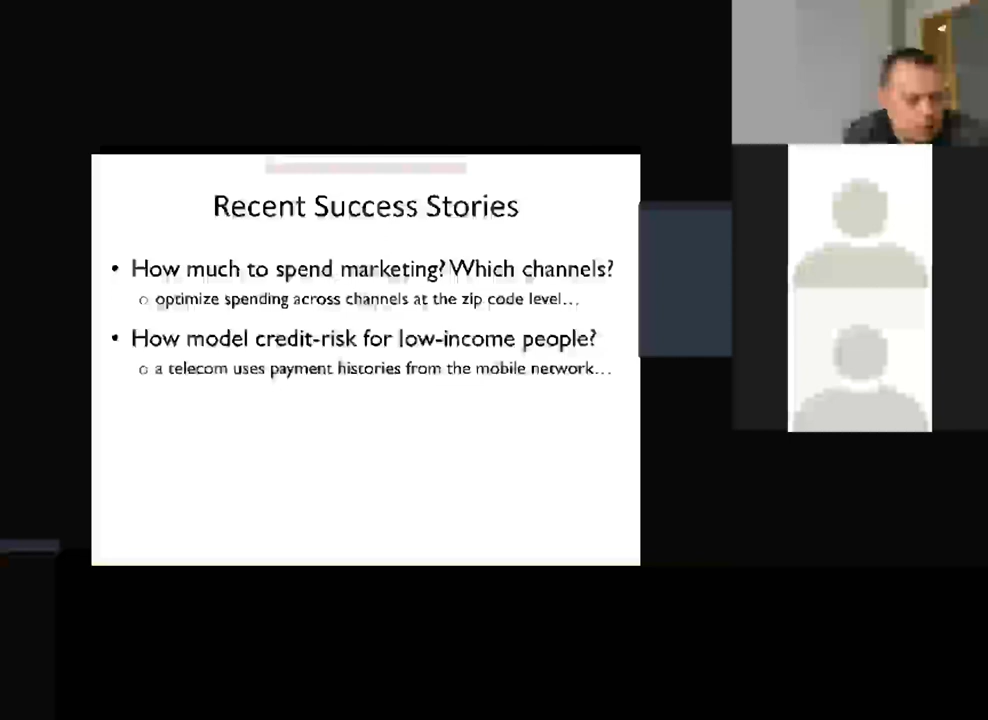 Recent Success Stories
• How much to spend marketing? Which channels?
○ optimize spending across channels at the zip code level…
• How model credit-risk for low-income people?
○ a telecom uses payment histories from the mobile network…